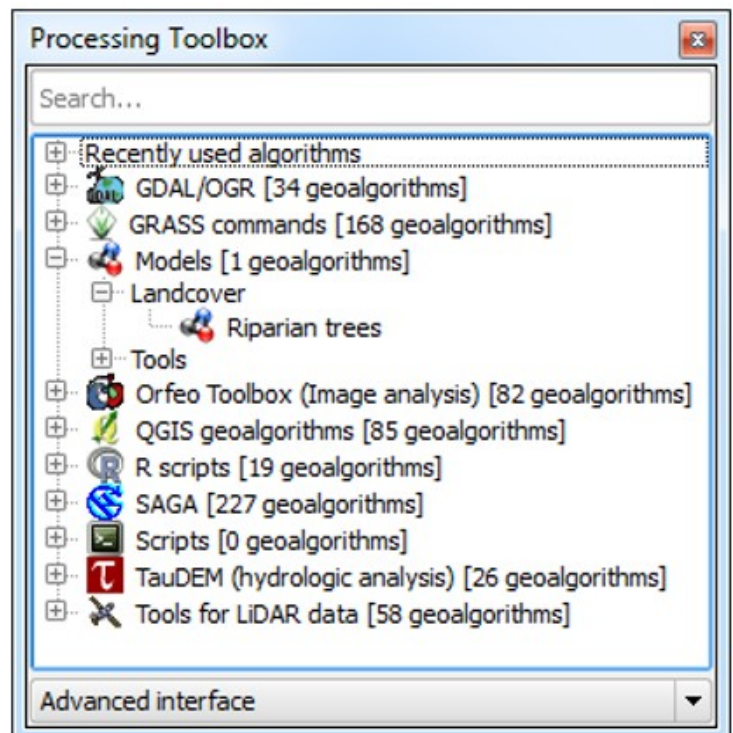 Processing Toolbox
Search...
Recently used algorithms
GDAL/OGR [34 geoalgorithms]
GRASS commands [168 geoalgorithms]
Models [1 geoalgorithms]
Landcover
Riparian trees
Tools
Orfeo Toolbox (Image analysis) [82 geoalgorithms]
QGIS geoalgorithms [85 geoalgorithms]
R scripts [19 geoalgorithms]
SAGA [227 geoalgorithms]
Scripts [0 geoalgorithms]
TauDEM (hydrologic analysis) [26 geoalgorithms]
Tools for LiDAR data [58 geoalgorithms]
Advanced interface